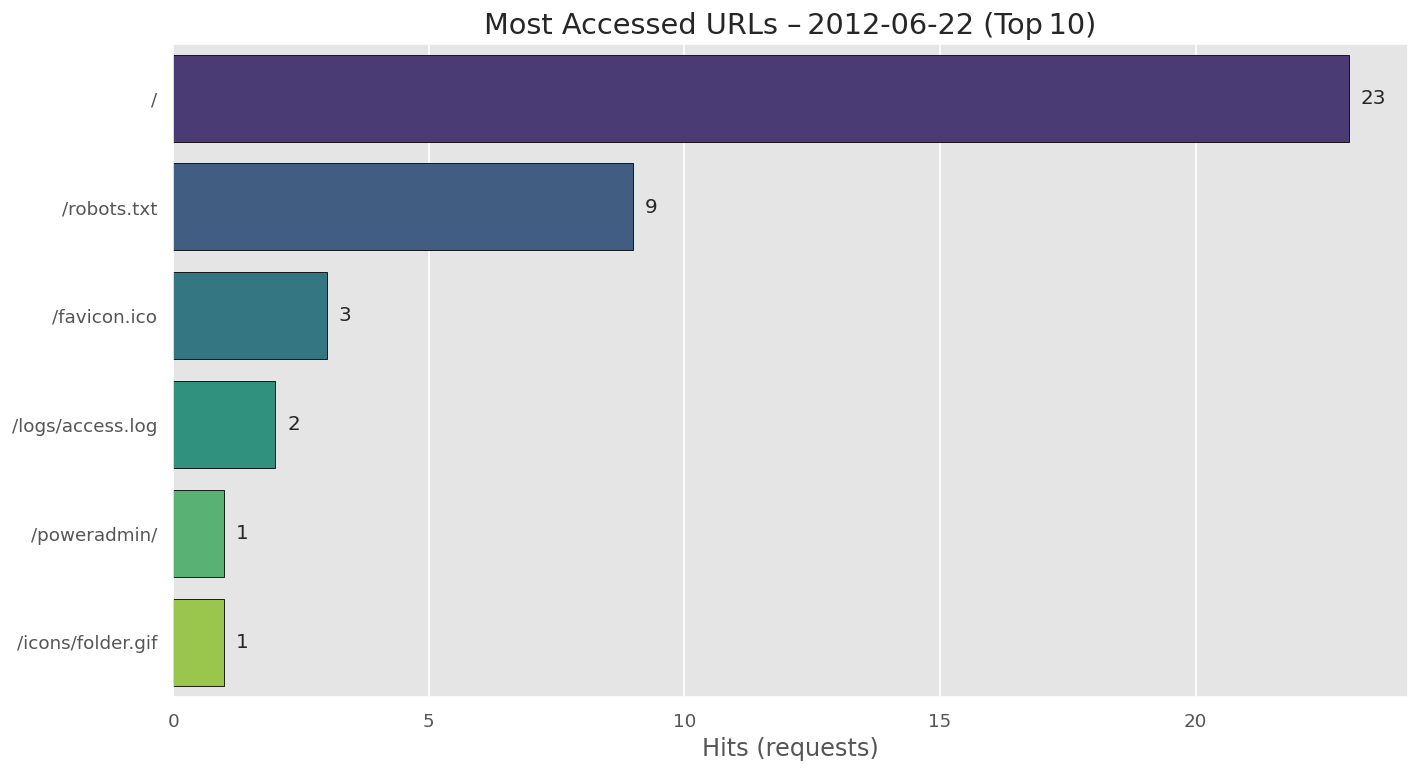 Most Accessed URLs – 2012-06-22 (Top 10)
/
23
/robots.txt
9
/favicon.ico
3
/logs/access.log
2
/poweradmin/
1
/icons/folder.gif
1
0
5
10
15
20
Hits (requests)